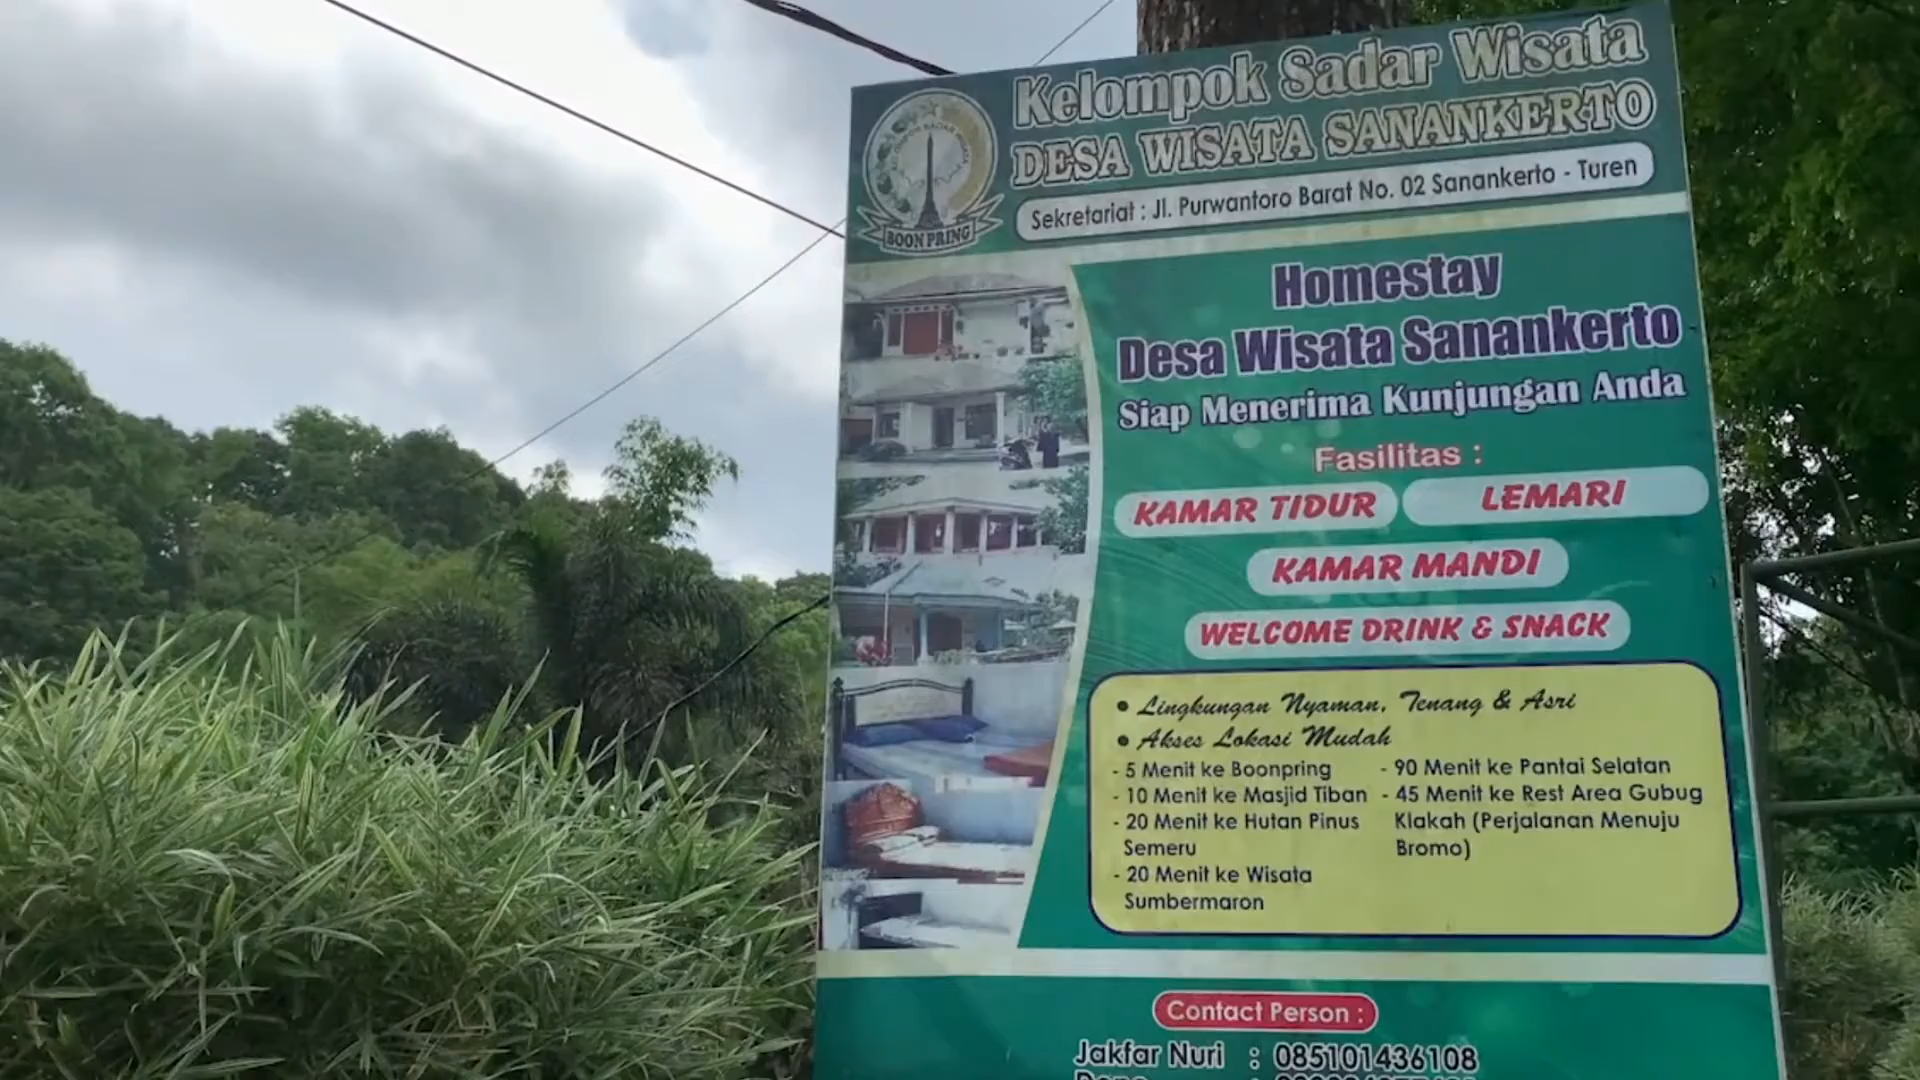 Kelompok Sadar Wisata
DESA WISATA SANANKERTO
Sekretariat : Jl. Purwantoro Barat No. 02 Sanankerto - Turen
BOON PRING
Homestay
Desa Wisata Sanankerto
Siap Menerima Kunjungan Anda
Fasilitas :
KAMAR TIDUR
LEMARI
KAMAR MANDI
WELCOME DRINK & SNACK
• Lingkungan Nyaman, Tenang & Asri
• Akses Lokasi Mudah
- 5 Menit ke Boonpring
- 10 Menit ke Masjid Tiban
- 20 Menit ke Hutan Pinus
Semeru
- 20 Menit ke Wisata
Sumbermaron
- 90 Menit ke Pantai Selatan
- 45 Menit ke Rest Area Gubug
Klakah (Perjalanan Menuju
Bromo)
Contact Person :
Jakfar Nuri : 085101436108